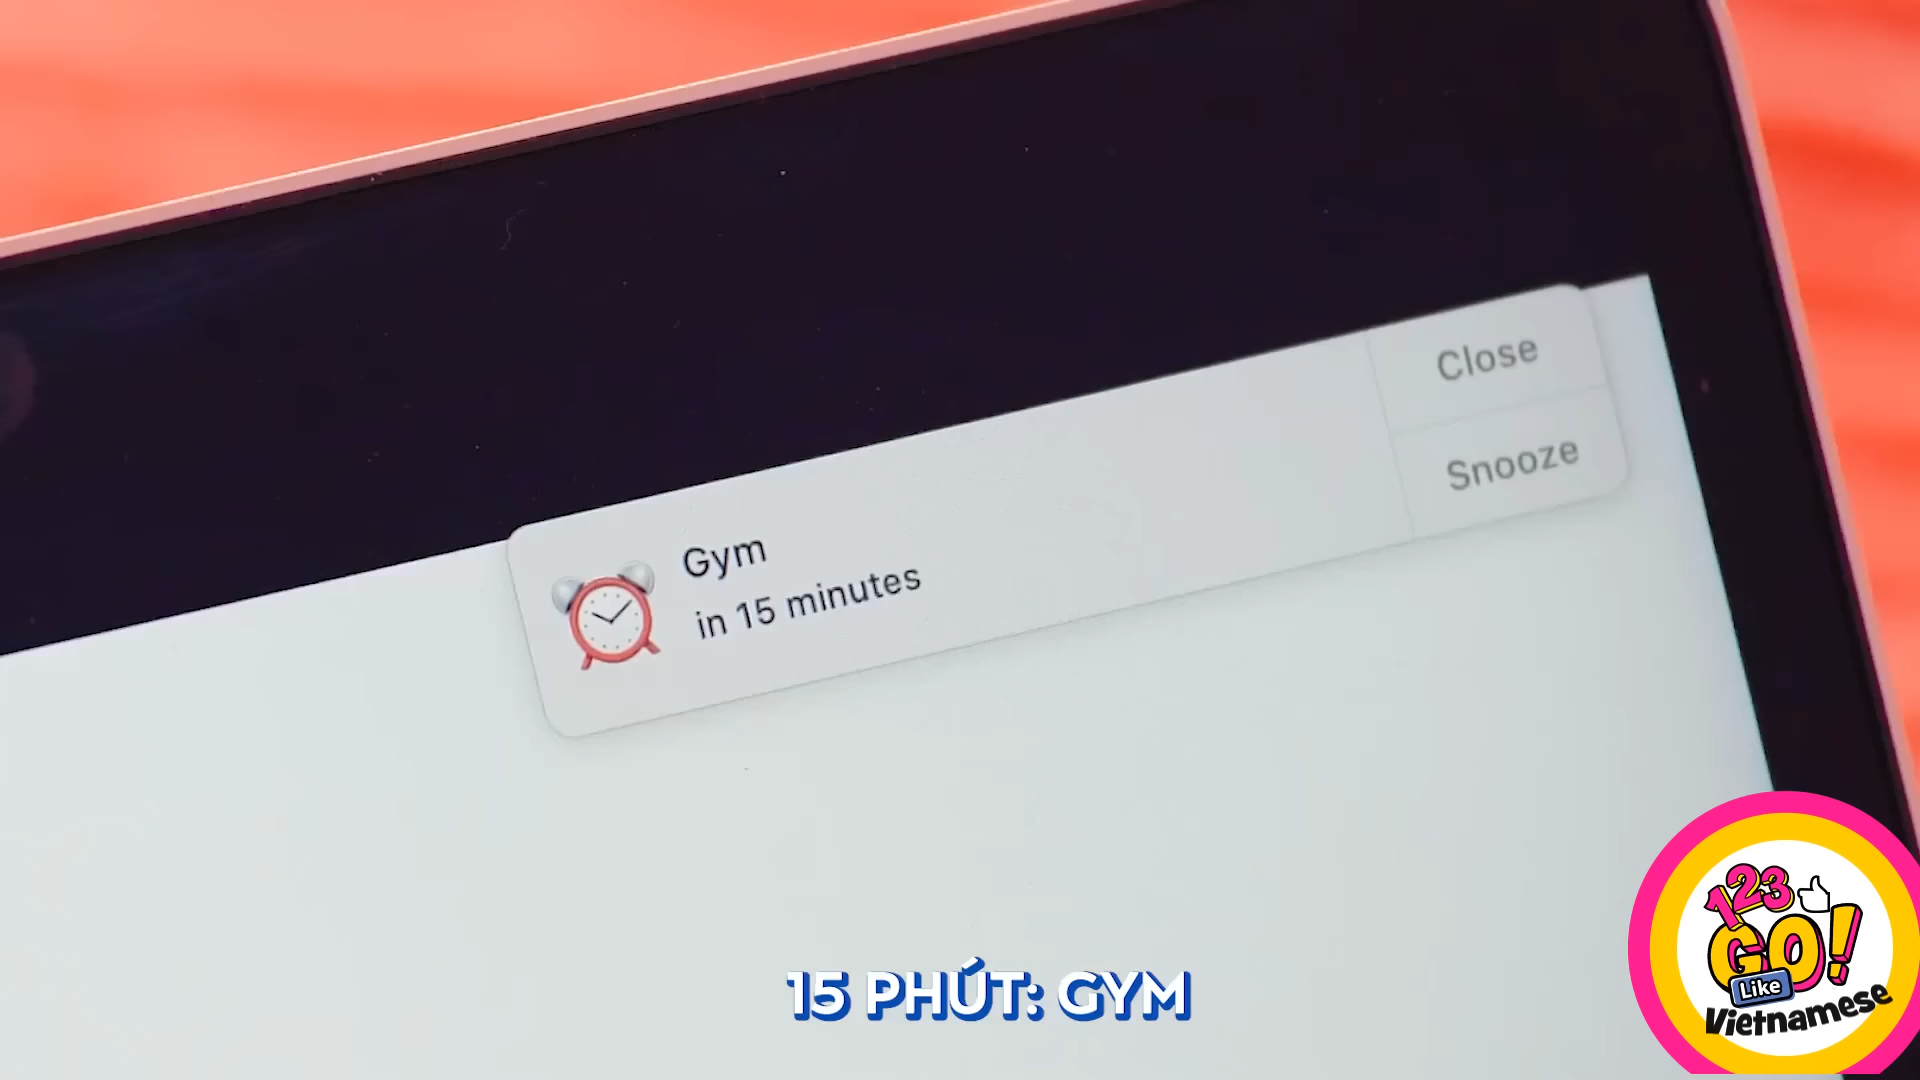 Close
Snooze
Gym
in 15 minutes
15 PHÚT: GYM
123
GO!
Like
Vietnamese